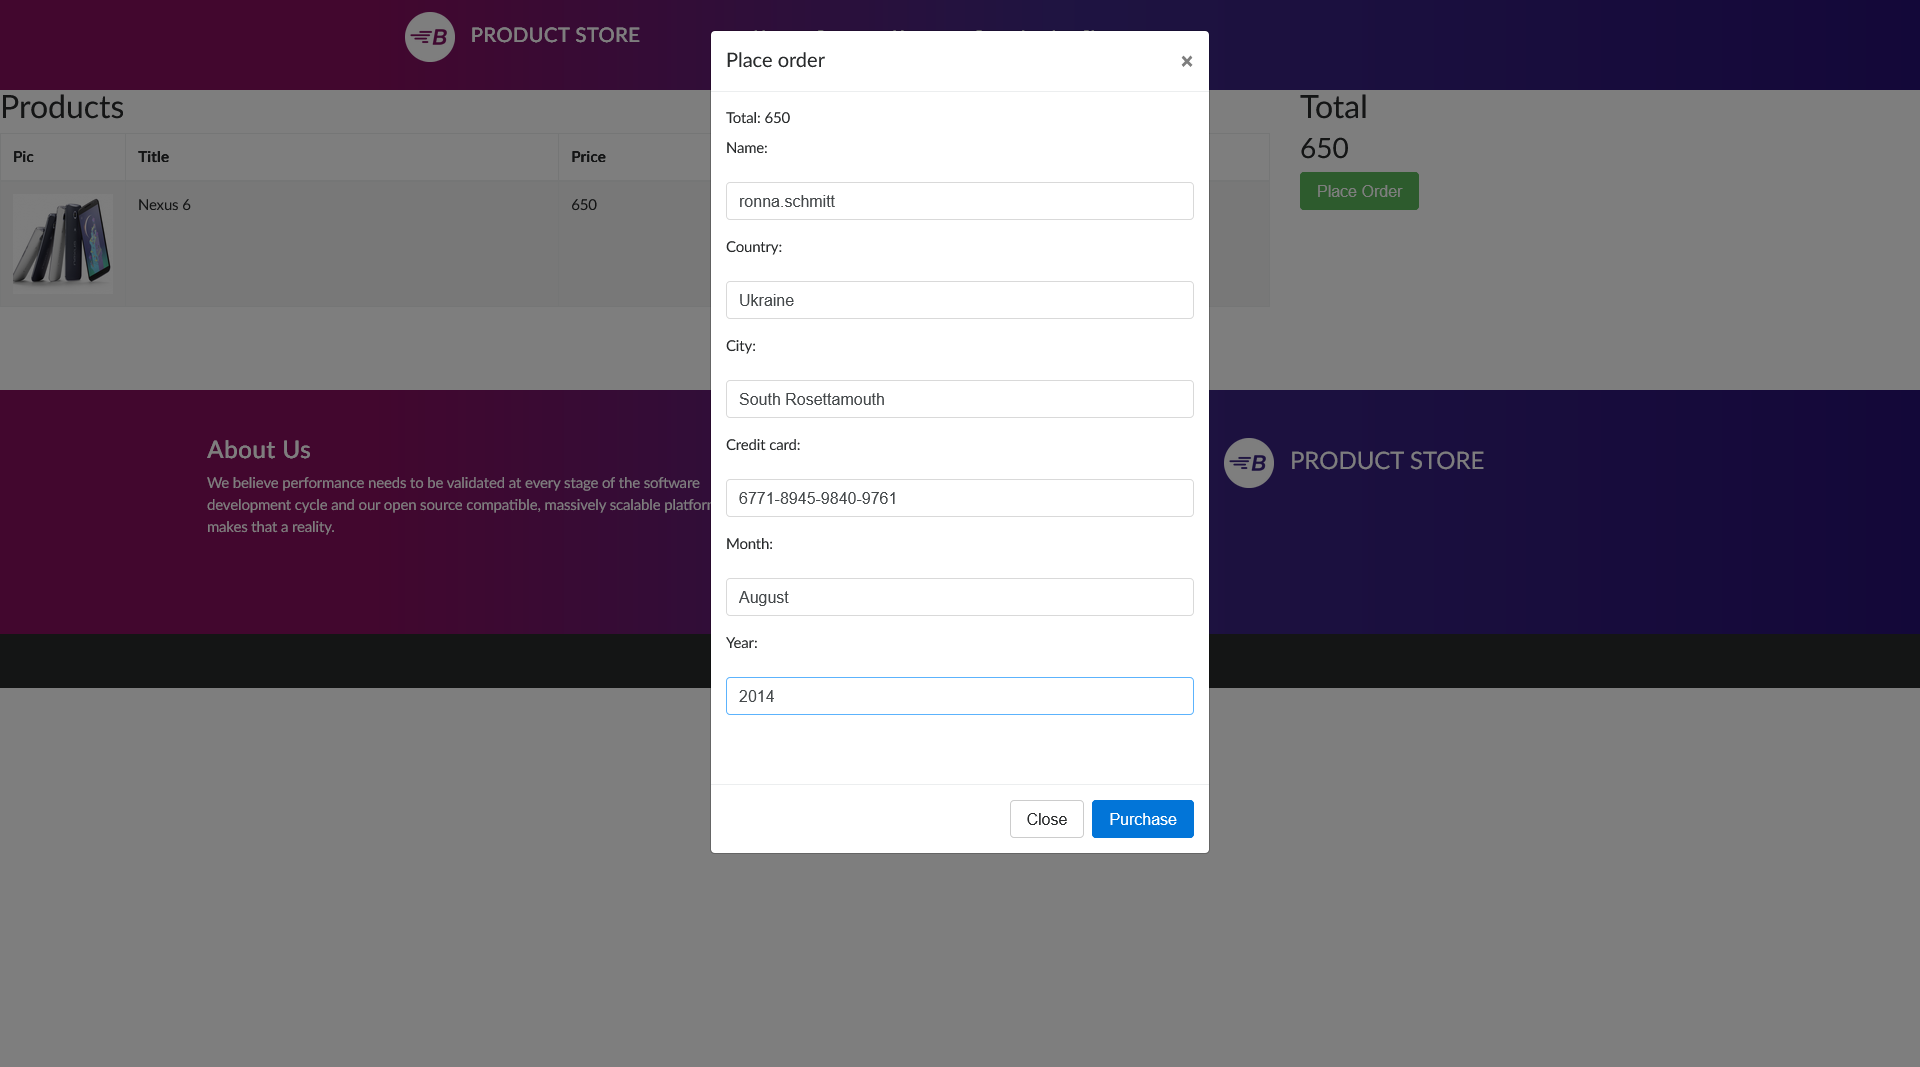 PRODUCT STORE
Place order
×
Products
Total
Total: 650
Name:
650
Pic
Title
Price
Place Order
Nexus 6
650
ronna.schmitt
Country:
Ukraine
City:
South Rosettamouth
About Us
Credit card:
PRODUCT STORE
We believe performance needs to be validated at every stage of the software
development cycle and our open source compatible, massively scalable platfor
makes that a reality.
6771-8945-9840-9761
Month:
August
Year:
2014
Close
Purchase